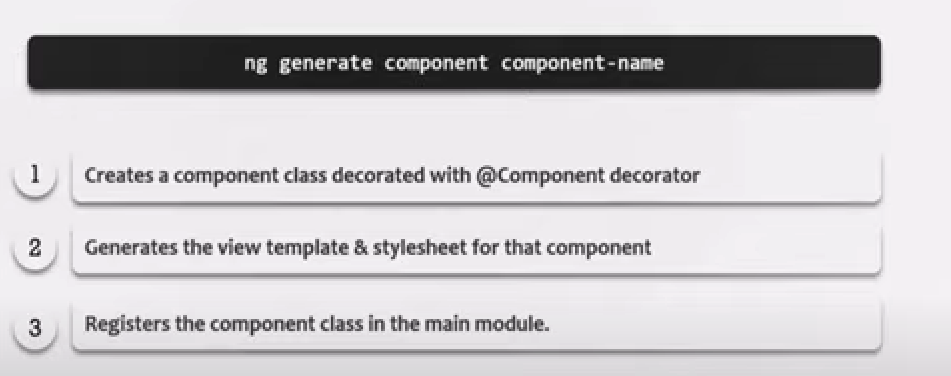 ng generate component component-name
1 Creates a component class decorated with @Component decorator
2 Generates the view template & stylesheet for that component
3 Registers the component class in the main module.